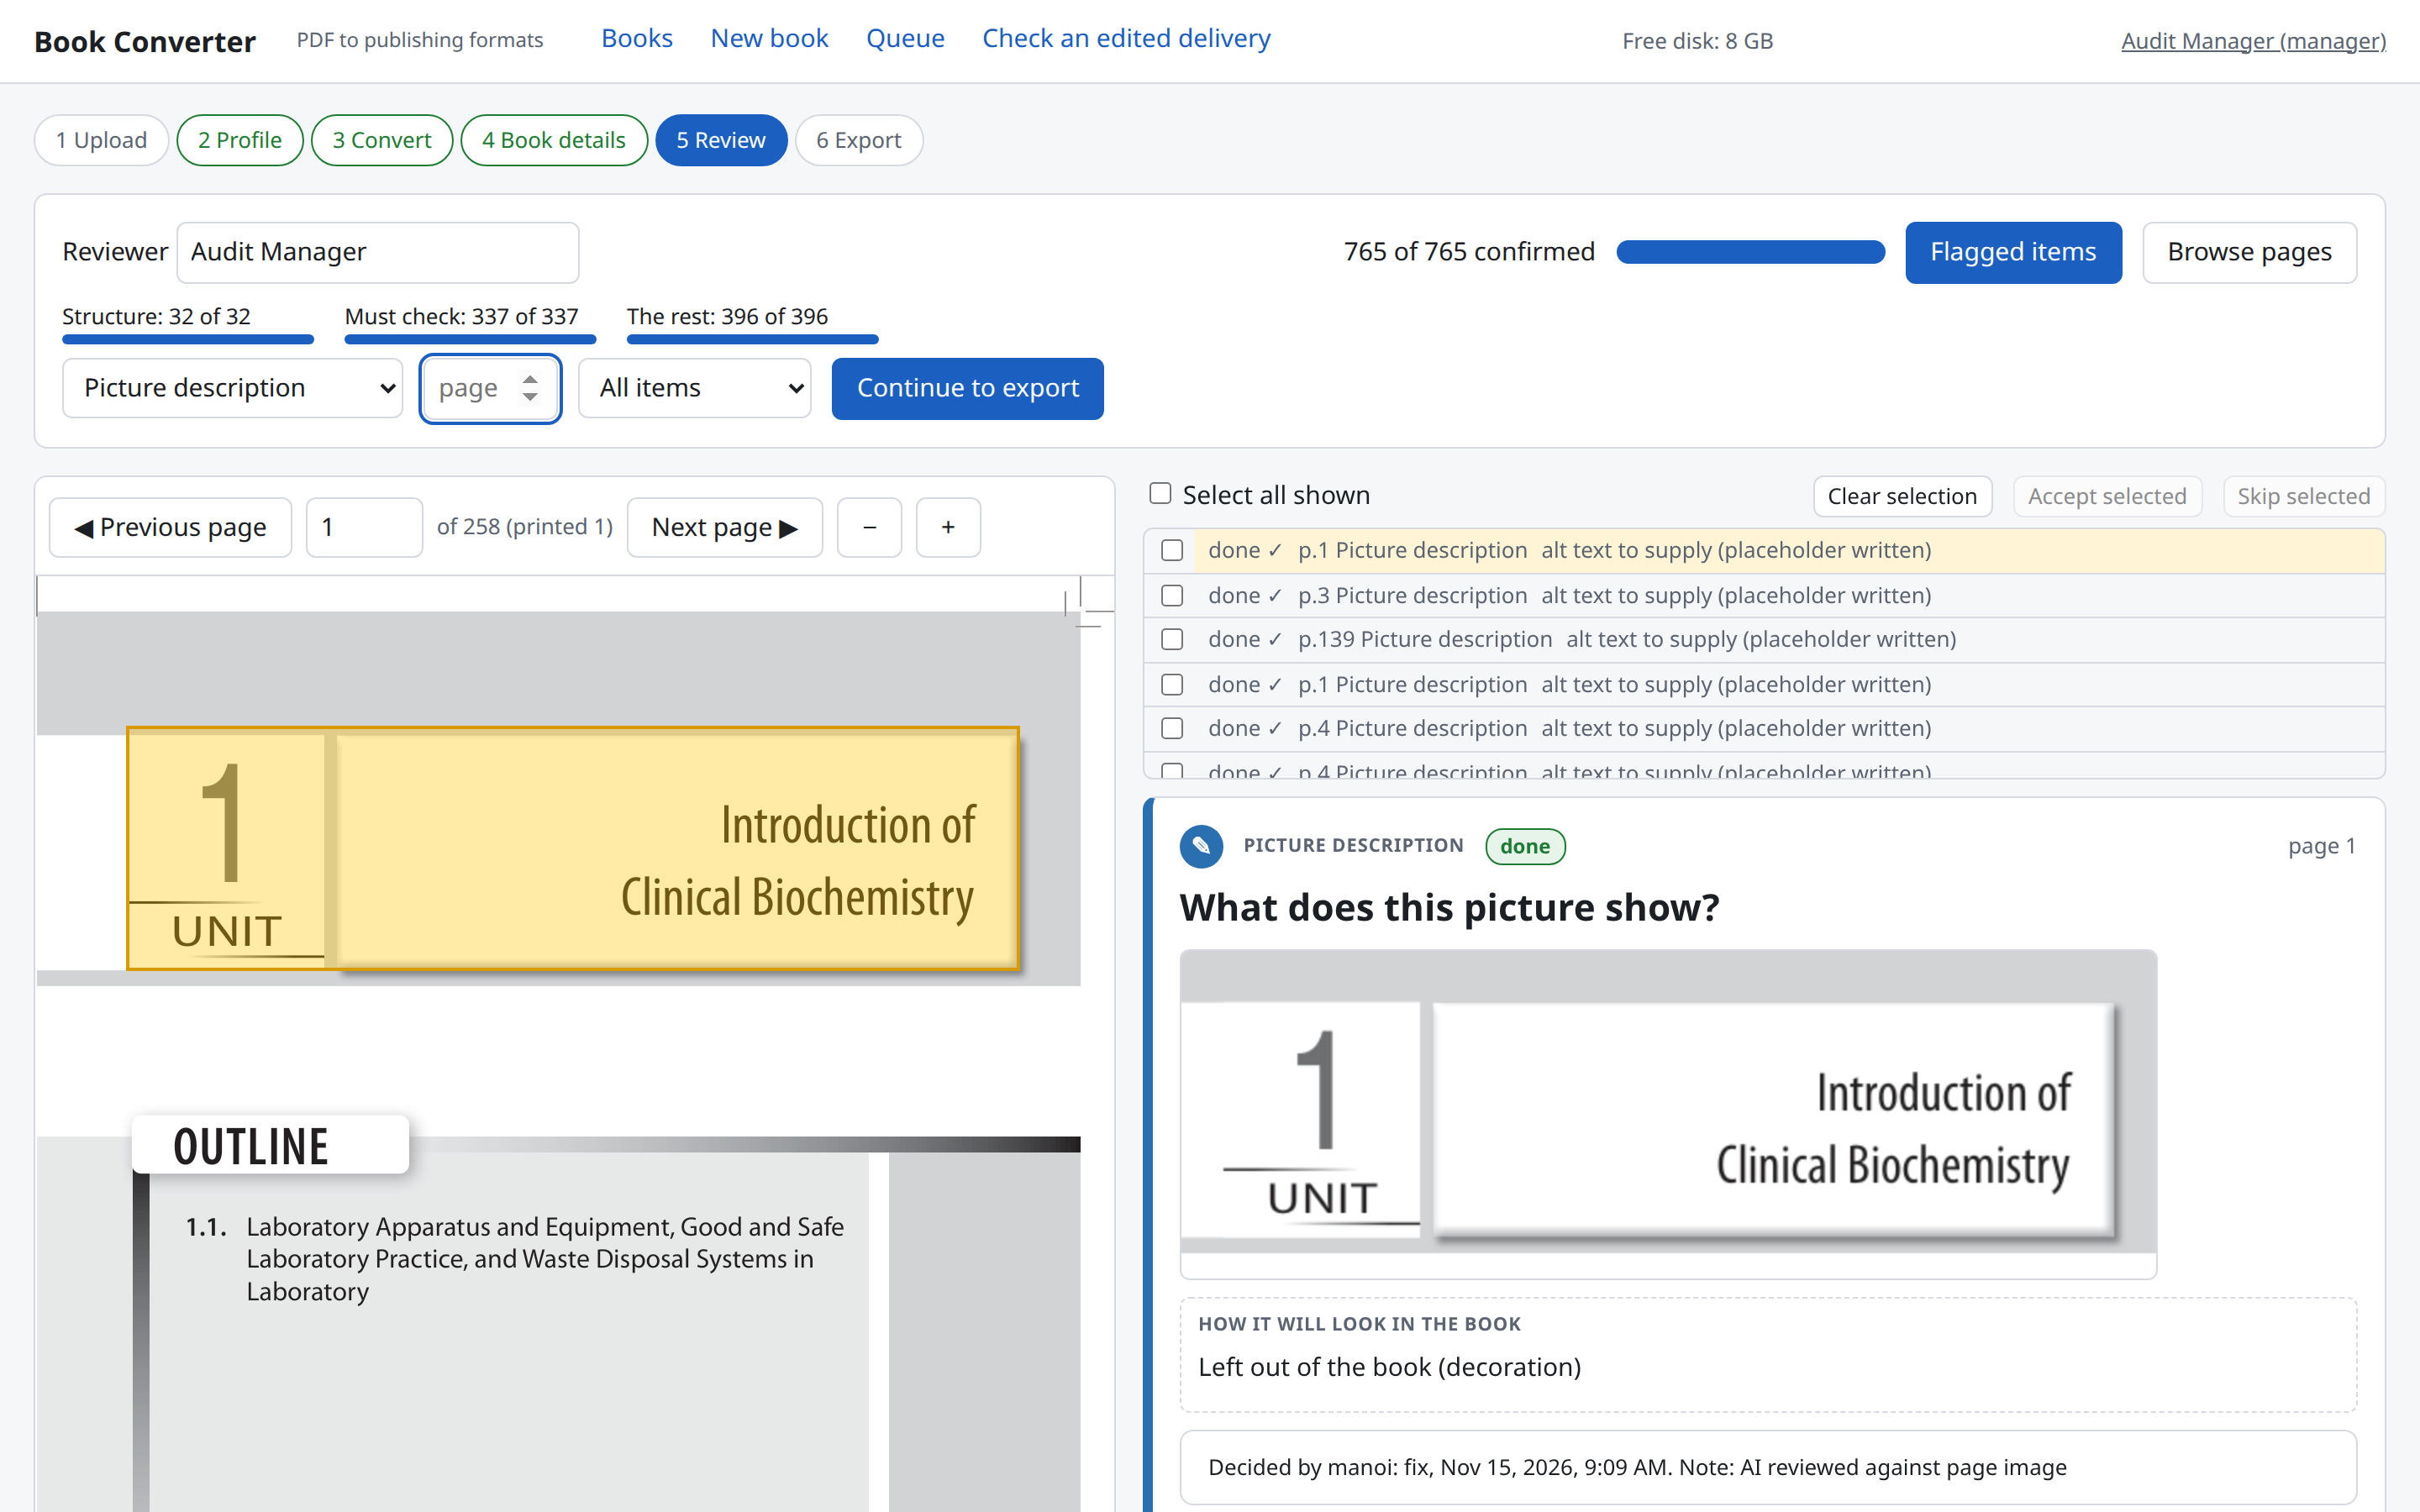 Book Converter
PDF to publishing formats
Books
New book
Queue
Check an edited delivery
Free disk: 8 GB
Audit Manager (manager)
1 Upload
2 Profile
3 Convert
4 Book details
5 Review
6 Export
Reviewer
Audit Manager
765 of 765 confirmed
Flagged items
Browse pages
Structure: 32 of 32
Must check: 337 of 337
The rest: 396 of 396
Picture description
page
All items
Continue to export
◀ Previous page
1
of 258 (printed 1)
Next page ▶
−
+
1
UNIT
Introduction of
Clinical Biochemistry
OUTLINE
1.1. Laboratory Apparatus and Equipment, Good and Safe
Laboratory Practice, and Waste Disposal Systems in
Laboratory
Select all shown
Clear selection
Accept selected
Skip selected
done ✓ p.1 Picture description alt text to supply (placeholder written)
done ✓ p.3 Picture description alt text to supply (placeholder written)
done ✓ p.139 Picture description alt text to supply (placeholder written)
done ✓ p.1 Picture description alt text to supply (placeholder written)
done ✓ p.4 Picture description alt text to supply (placeholder written)
done ✓ p.4 Picture description alt text to supply (placeholder written)
PICTURE DESCRIPTION
done
page 1
What does this picture show?
1
UNIT
Introduction of
Clinical Biochemistry
HOW IT WILL LOOK IN THE BOOK
Left out of the book (decoration)
Decided by manoi: fix, Nov 15, 2026, 9:09 AM. Note: AI reviewed against page image